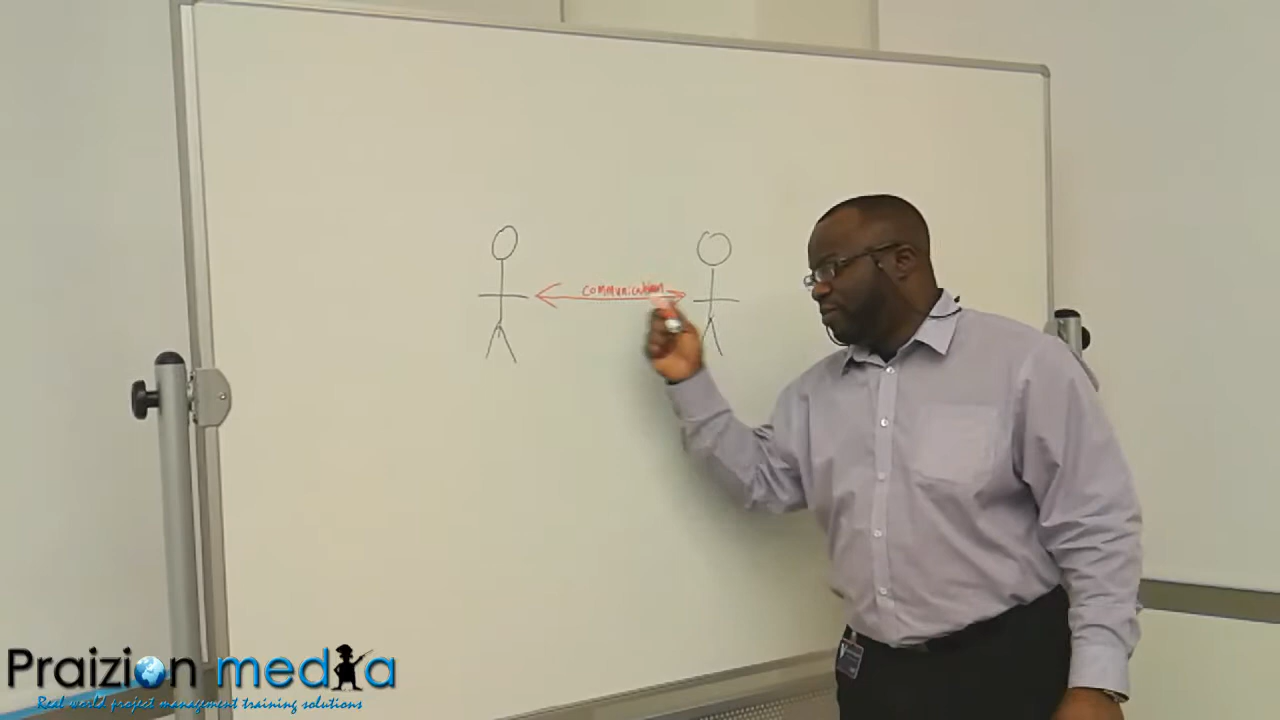 communication
Praizion media
Real world project management training solutions